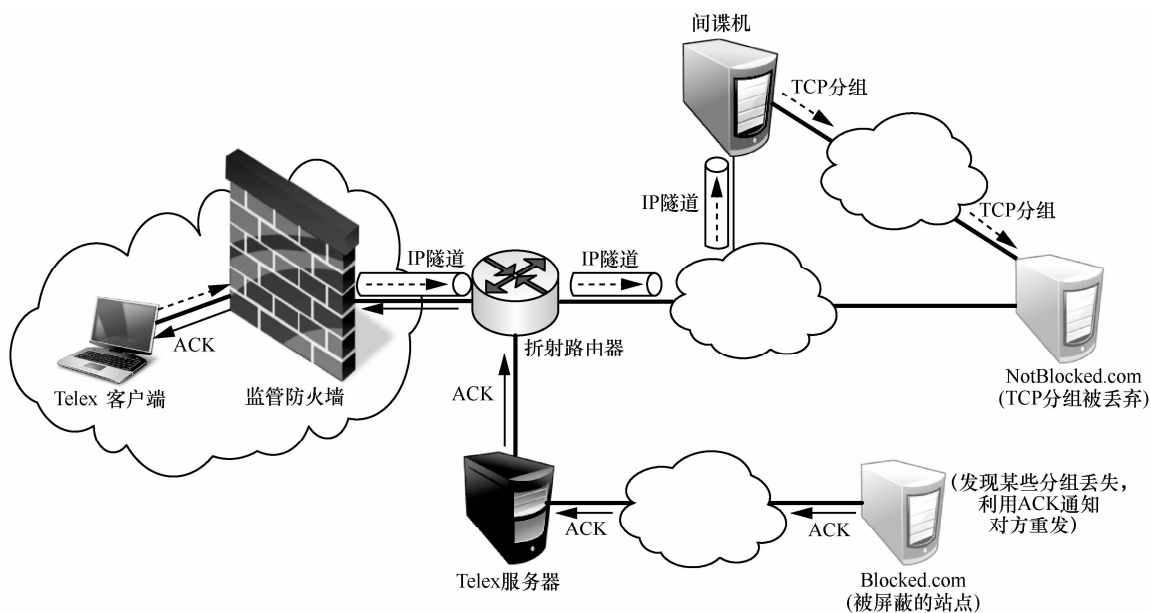 间谍机
TCP分组
IP隧道
TCP分组
IP隧道
IP隧道
ACK
折射路由器
Telex 客户端
监管防火墙
NotBlocked.com
(TCP分组被丢弃)
ACK
(发现某些分组丢失，
利用ACK通知
对方重发)
ACK
ACK
Telex服务器
Blocked.com
(被屏蔽的站点)